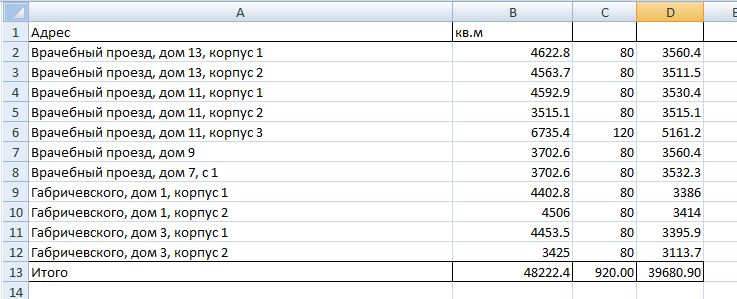 A B C D E
1 Адрес кв.м
2 Врачебный проезд, дом 13, корпус 1 4622.8 80 3560.4
3 Врачебный проезд, дом 13, корпус 2 4563.7 80 3511.5
4 Врачебный проезд, дом 11, корпус 1 4592.9 80 3530.4
5 Врачебный проезд, дом 11, корпус 2 3515.1 80 3515.1
6 Врачебный проезд, дом 11, корпус 3 6735.4 120 5161.2
7 Врачебный проезд, дом 9 3702.6 80 3560.4
8 Врачебный проезд, дом 7, с 1 3702.6 80 3532.3
9 Габричевского, дом 1, корпус 1 4402.8 80 3386
10 Габричевского, дом 1, корпус 2 4506 80 3414
11 Габричевского, дом 3, корпус 1 4453.5 80 3395.9
12 Габричевского, дом 3, корпус 2 3425 80 3113.7
13 Итого 48222.4 920.00 39680.90
14